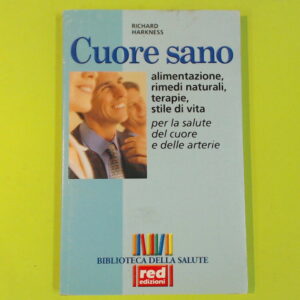 RICHARD
HARKNESS
Cuore sano
alimentazione,
rimedi naturali,
terapie,
stile di vita
per la salute
del cuore
e delle arterie
BIBLIOTECA DELLA SALUTE
red
edizioni